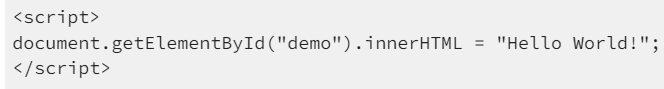 <script>
document.getElementById("demo").innerHTML = "Hello World!";
</script>